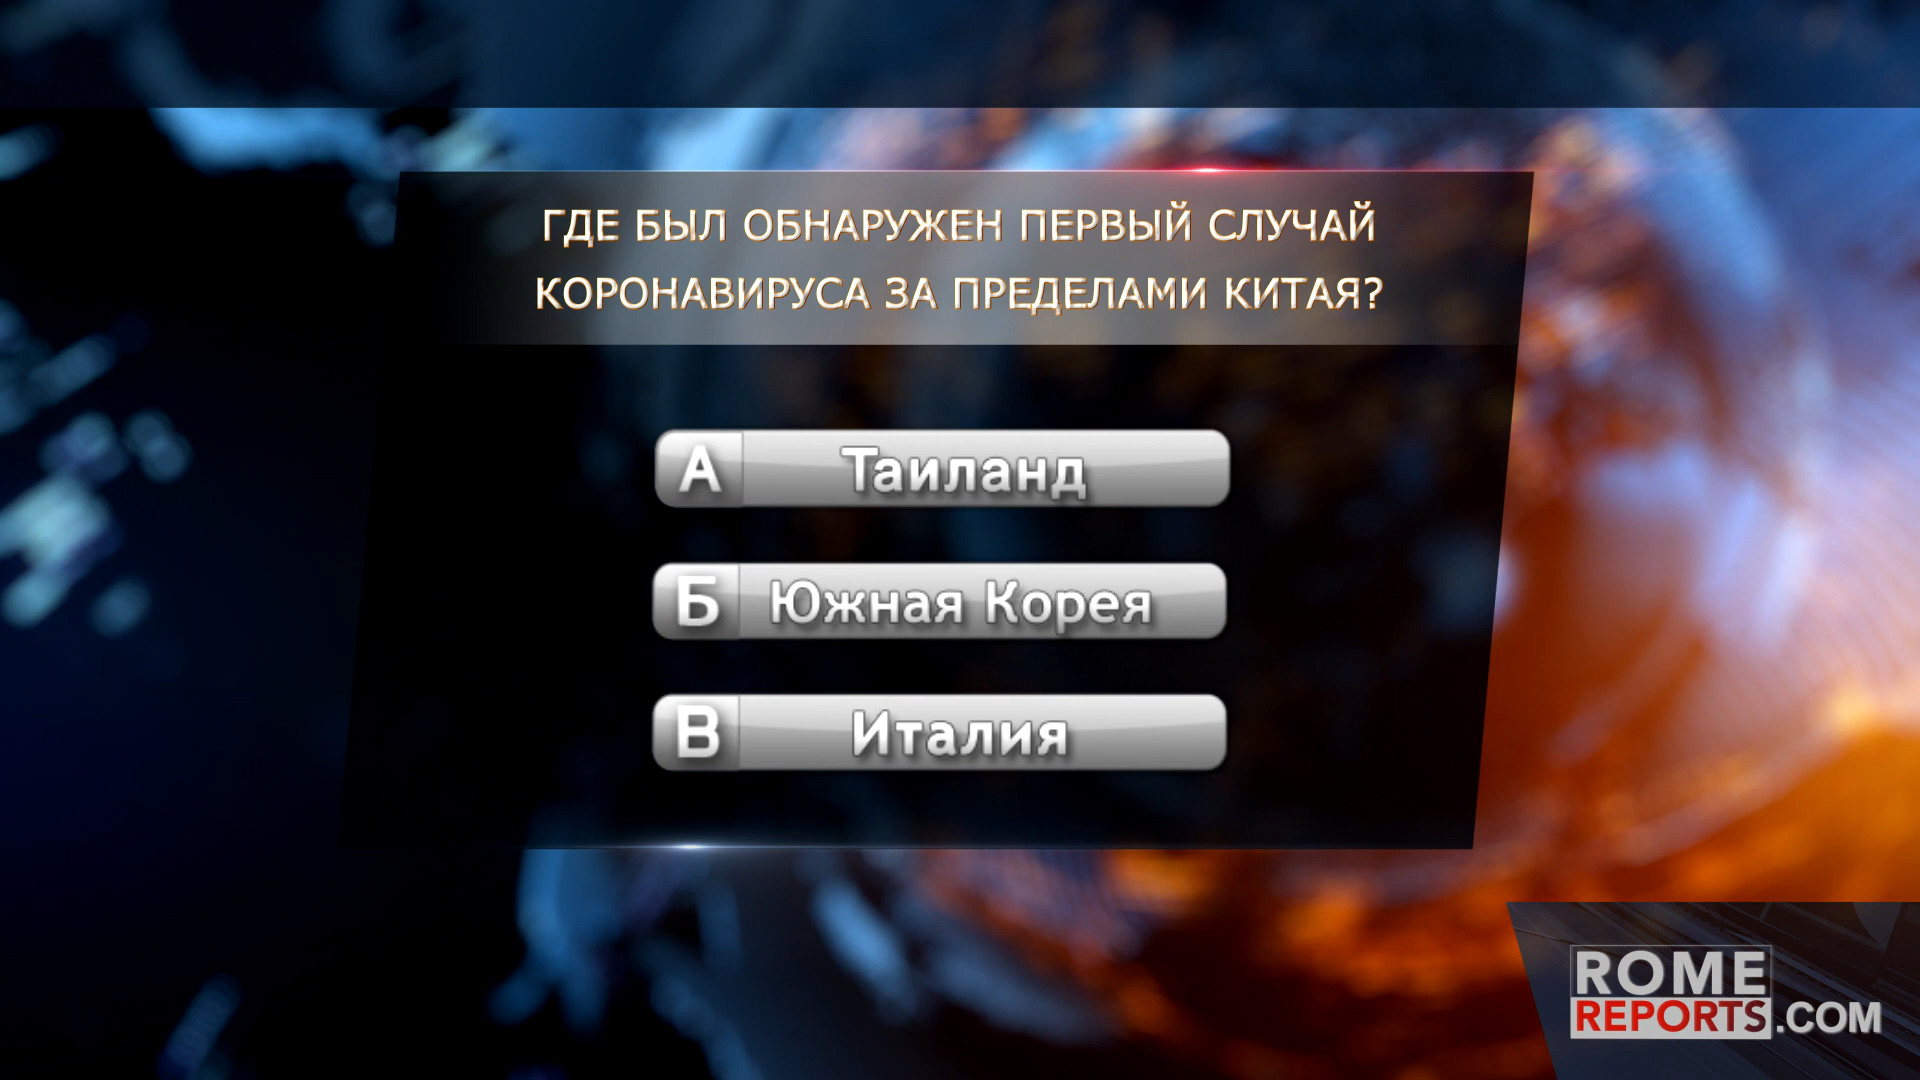 ГДЕ БЫЛ ОБНАРУЖЕН ПЕРВЫЙ СЛУЧАЙ
КОРОНАВИРУСА ЗА ПРЕДЕЛАМИ КИТАЯ?
А Таиланд
Б Южная Корея
В Италия
ROME
REPORTS.COM